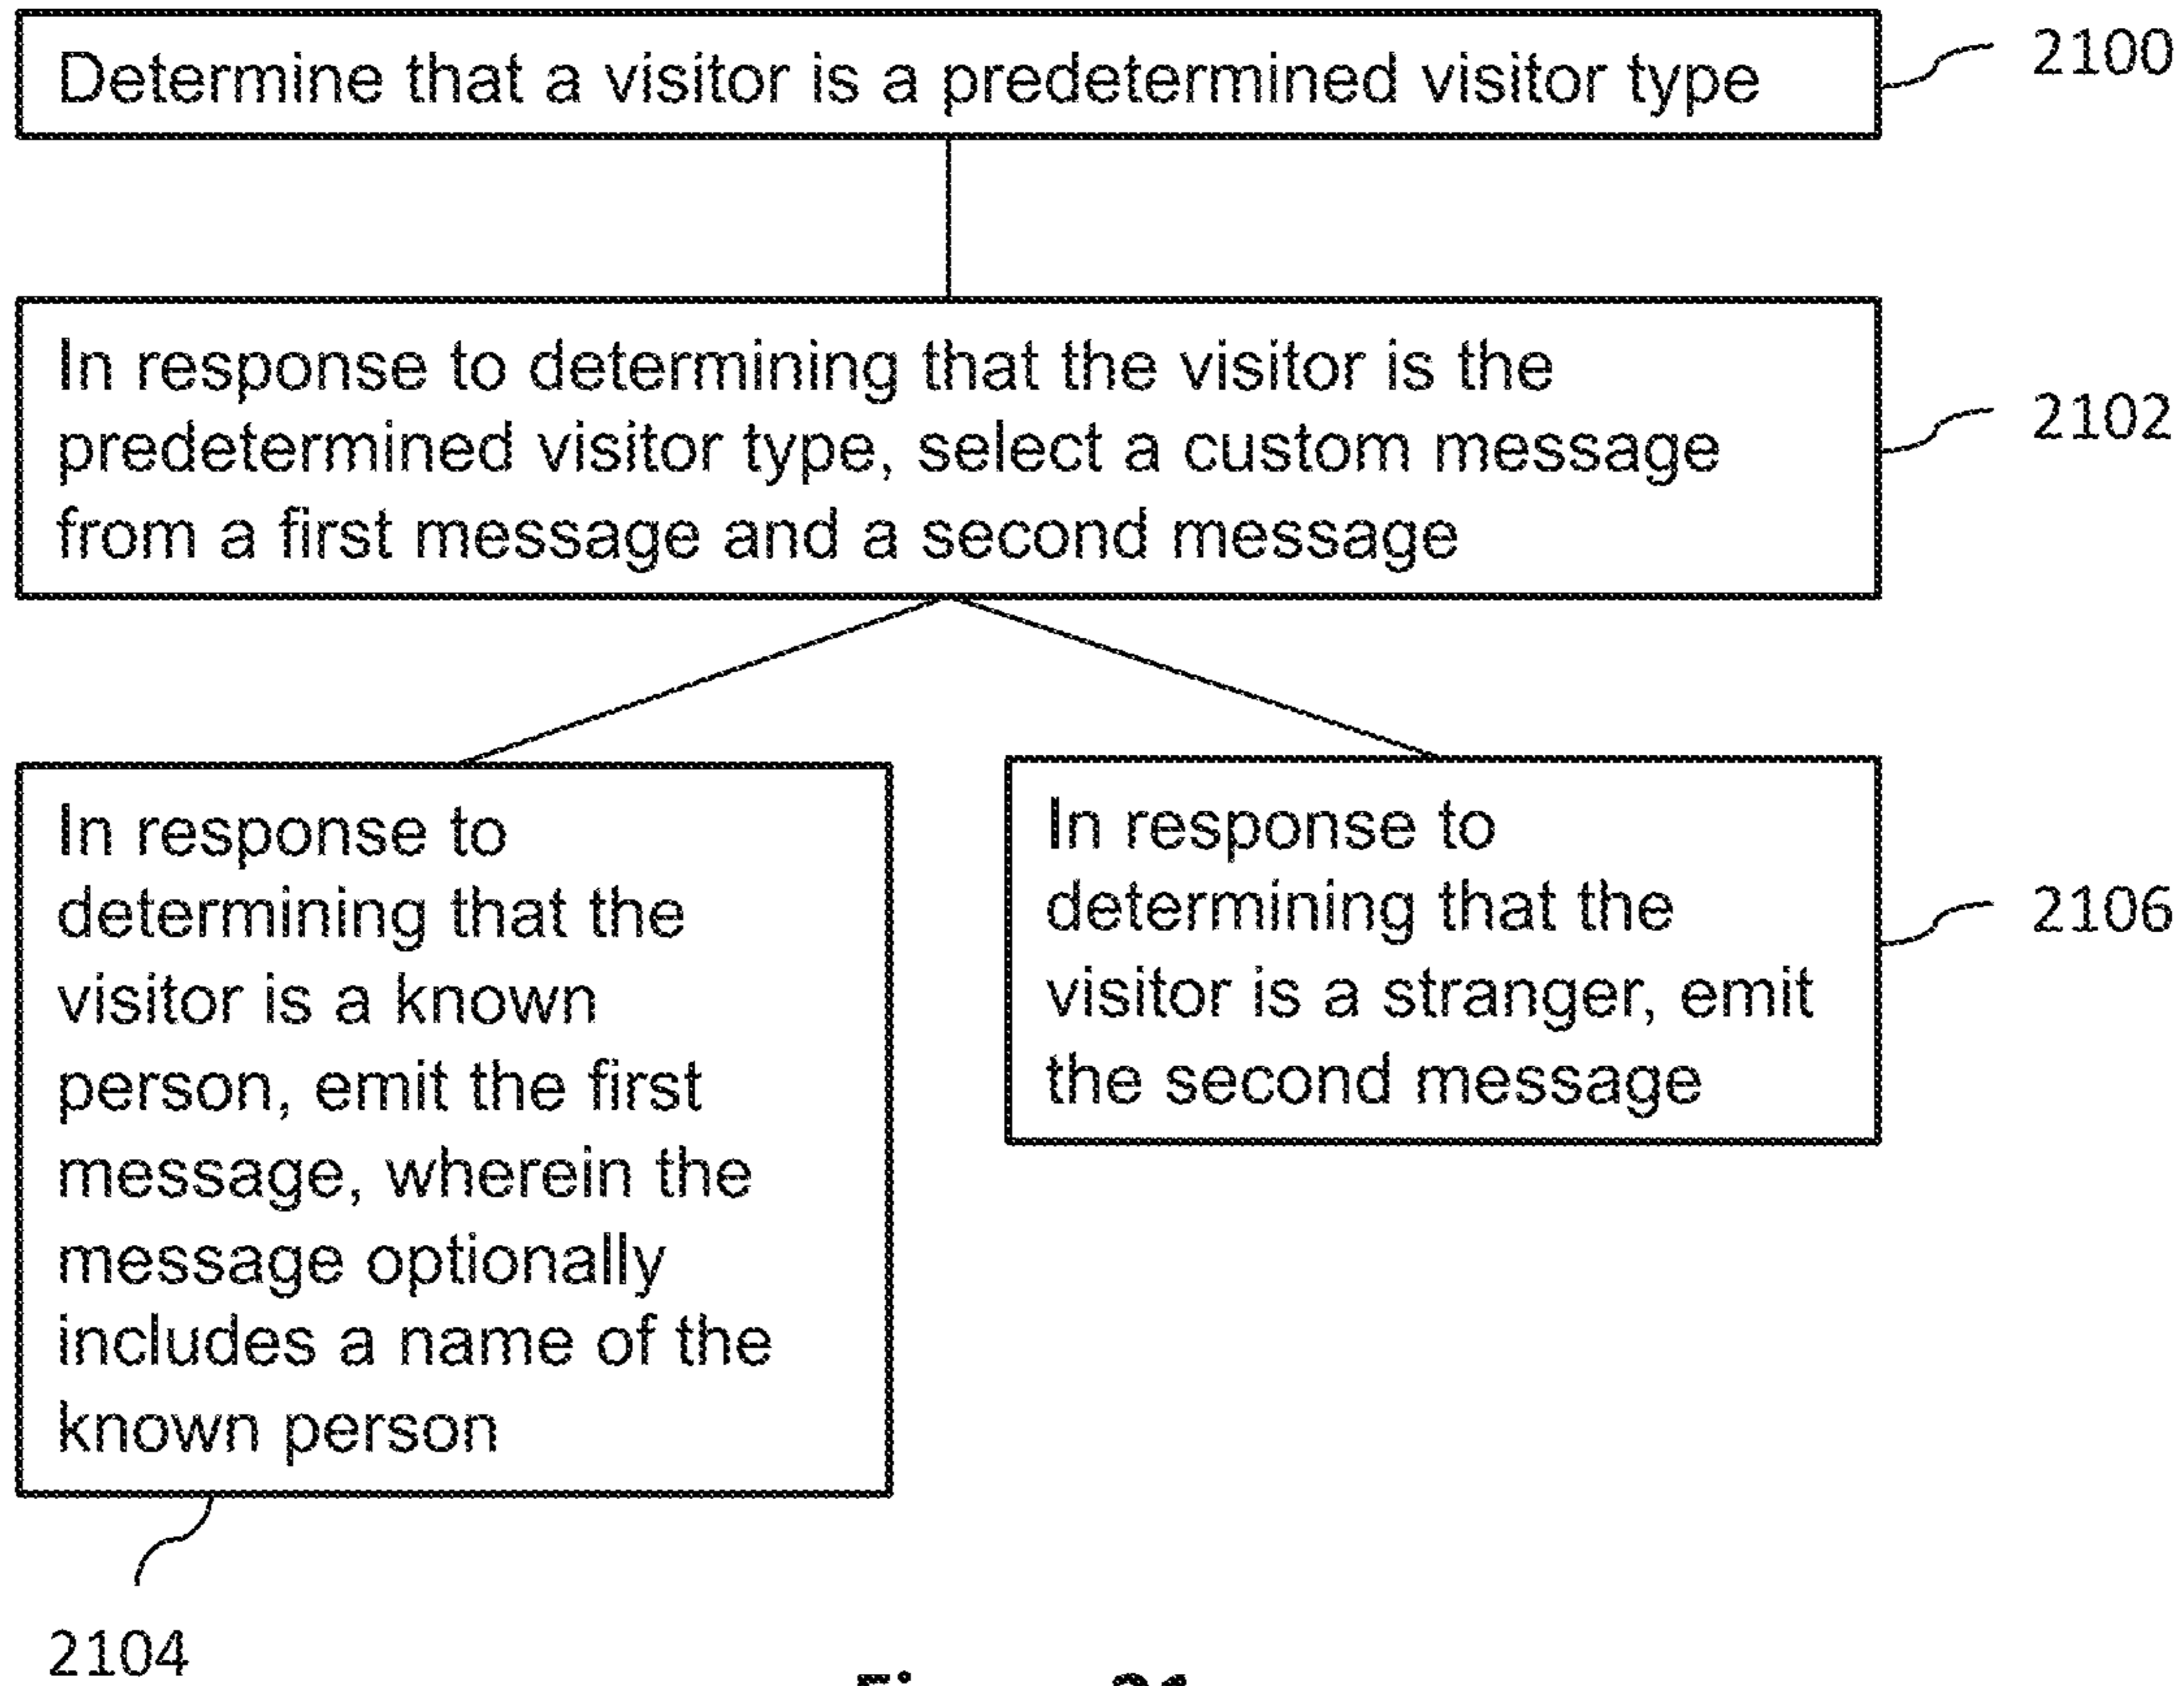 Determine that a visitor is a predetermined visitor type
2100
In response to determining that the visitor is the
predetermined visitor type, select a custom message
from a first message and a second message
2102
In response to
determining that the
visitor is a known
person, emit the first
message, wherein the
message optionally
includes a name of the
known person
2104
In response to
determining that the
visitor is a stranger, emit
the second message
2106